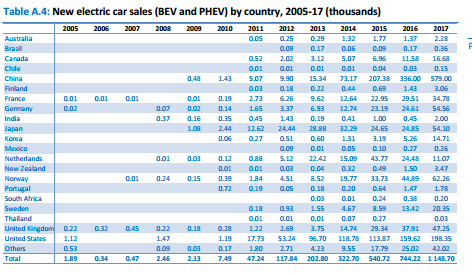 Table A.4: New electric car sales (BEV and PHEV) by country, 2005-17 (thousands)
2005 2006 2007 2008 2009 2010 2011 2012 2013 2014 2015 2016 2017
Australia 0.05 0.25 0.29 1.32 1.77 1.37 2.28
Brazil 0.09 0.17 0.06 0.09 0.17 0.36
Canada 0.52 2.02 3.12 5.07 6.96 11.58 16.68
Chile 0.01 0.01 0.01 0.01 0.04 0.03 0.15
China 0.48 1.43 5.07 9.90 15.34 73.17 207.38 336.00 579.00
Finland 0.03 0.18 0.22 0.44 0.69 1.43 3.06
France 0.01 0.01 0.01 0.01 0.19 2.73 6.26 9.62 12.64 22.95 29.51 34.78
Germany 0.02 0.07 0.02 0.14 1.65 3.37 6.93 12.74 23.19 24.61 54.56
India 0.37 0.16 0.35 0.45 1.43 0.19 0.41 1.00 0.45 2.00
Japan 1.08 2.44 12.62 24.44 28.88 32.29 24.65 24.85 54.10
Korea 0.06 0.27 0.51 0.60 1.31 3.19 5.26 14.71
Mexico 0.09 0.01 0.05 0.10 0.27 0.26
Netherlands 0.01 0.03 0.12 0.88 5.12 22.42 15.09 43.77 24.48 11.07
New Zealand 0.01 0.01 0.03 0.04 0.32 0.49 1.50 3.47
Norway 0.01 0.24 0.15 0.39 1.84 4.51 8.52 19.77 33.73 44.89 62.26
Portugal 0.72 0.19 0.05 0.18 0.20 0.64 1.47 1.78
South Africa 0.03 0.01 0.24 0.38 0.20
Sweden 0.18 0.93 1.55 4.67 8.59 13.42 20.35
Thailand 0.01 0.01 0.01 0.07 0.27 0.03
United Kingdom 0.22 0.32 0.45 0.22 0.18 0.28 1.22 2.69 3.75 14.74 29.34 37.91 47.25
United States 1.12 1.47 1.19 17.73 53.24 96.70 118.78 113.87 159.62 198.35
Others 0.53 0.09 0.03 0.17 1.80 2.71 4.23 9.55 17.79 25.02 42.02
Total 1.89 0.34 0.47 2.46 2.13 7.49 47.24 117.84 202.80 322.30 540.72 744.22 1 148.70